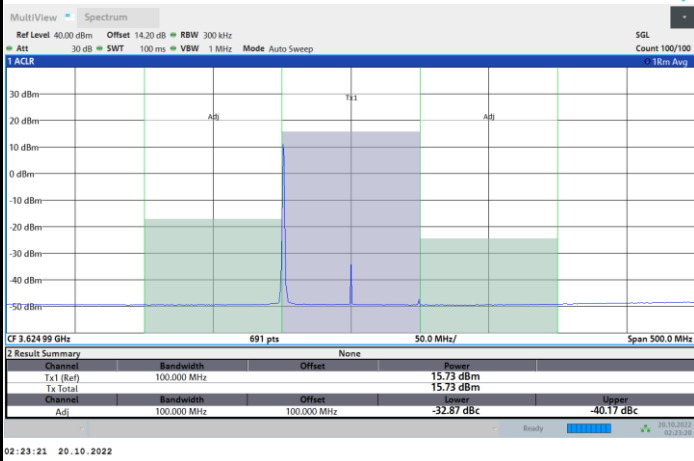 MultiView Spectrum
Ref Level 40.00 dBm Offset 14.20 dB RBW 300 kHz SGL
Att 30 dB SWT 100 ms VBW 1 MHz Mode Auto Sweep Count 100/100
1 ACLR 1Rm Avg
30 dBm
Tx1
20 dBm Adj Adj
10 dBm
0 dBm
-10 dBm
-20 dBm
-30 dBm
-40 dBm
-50 dBm
CF 3.624 99 GHz 691 pts 50.0 MHz/ Span 500.0 MHz
2 Result Summary None
Channel Bandwidth Offset Power
Tx1 (Ref) 100.000 MHz 15.73 dBm
Tx Total 15.73 dBm
Channel Bandwidth Offset Lower Upper
Adj 100.000 MHz 100.000 MHz -32.87 dBc -40.17 dBc
Ready 20.10.2022
02:23:20
02:23:21 20.10.2022